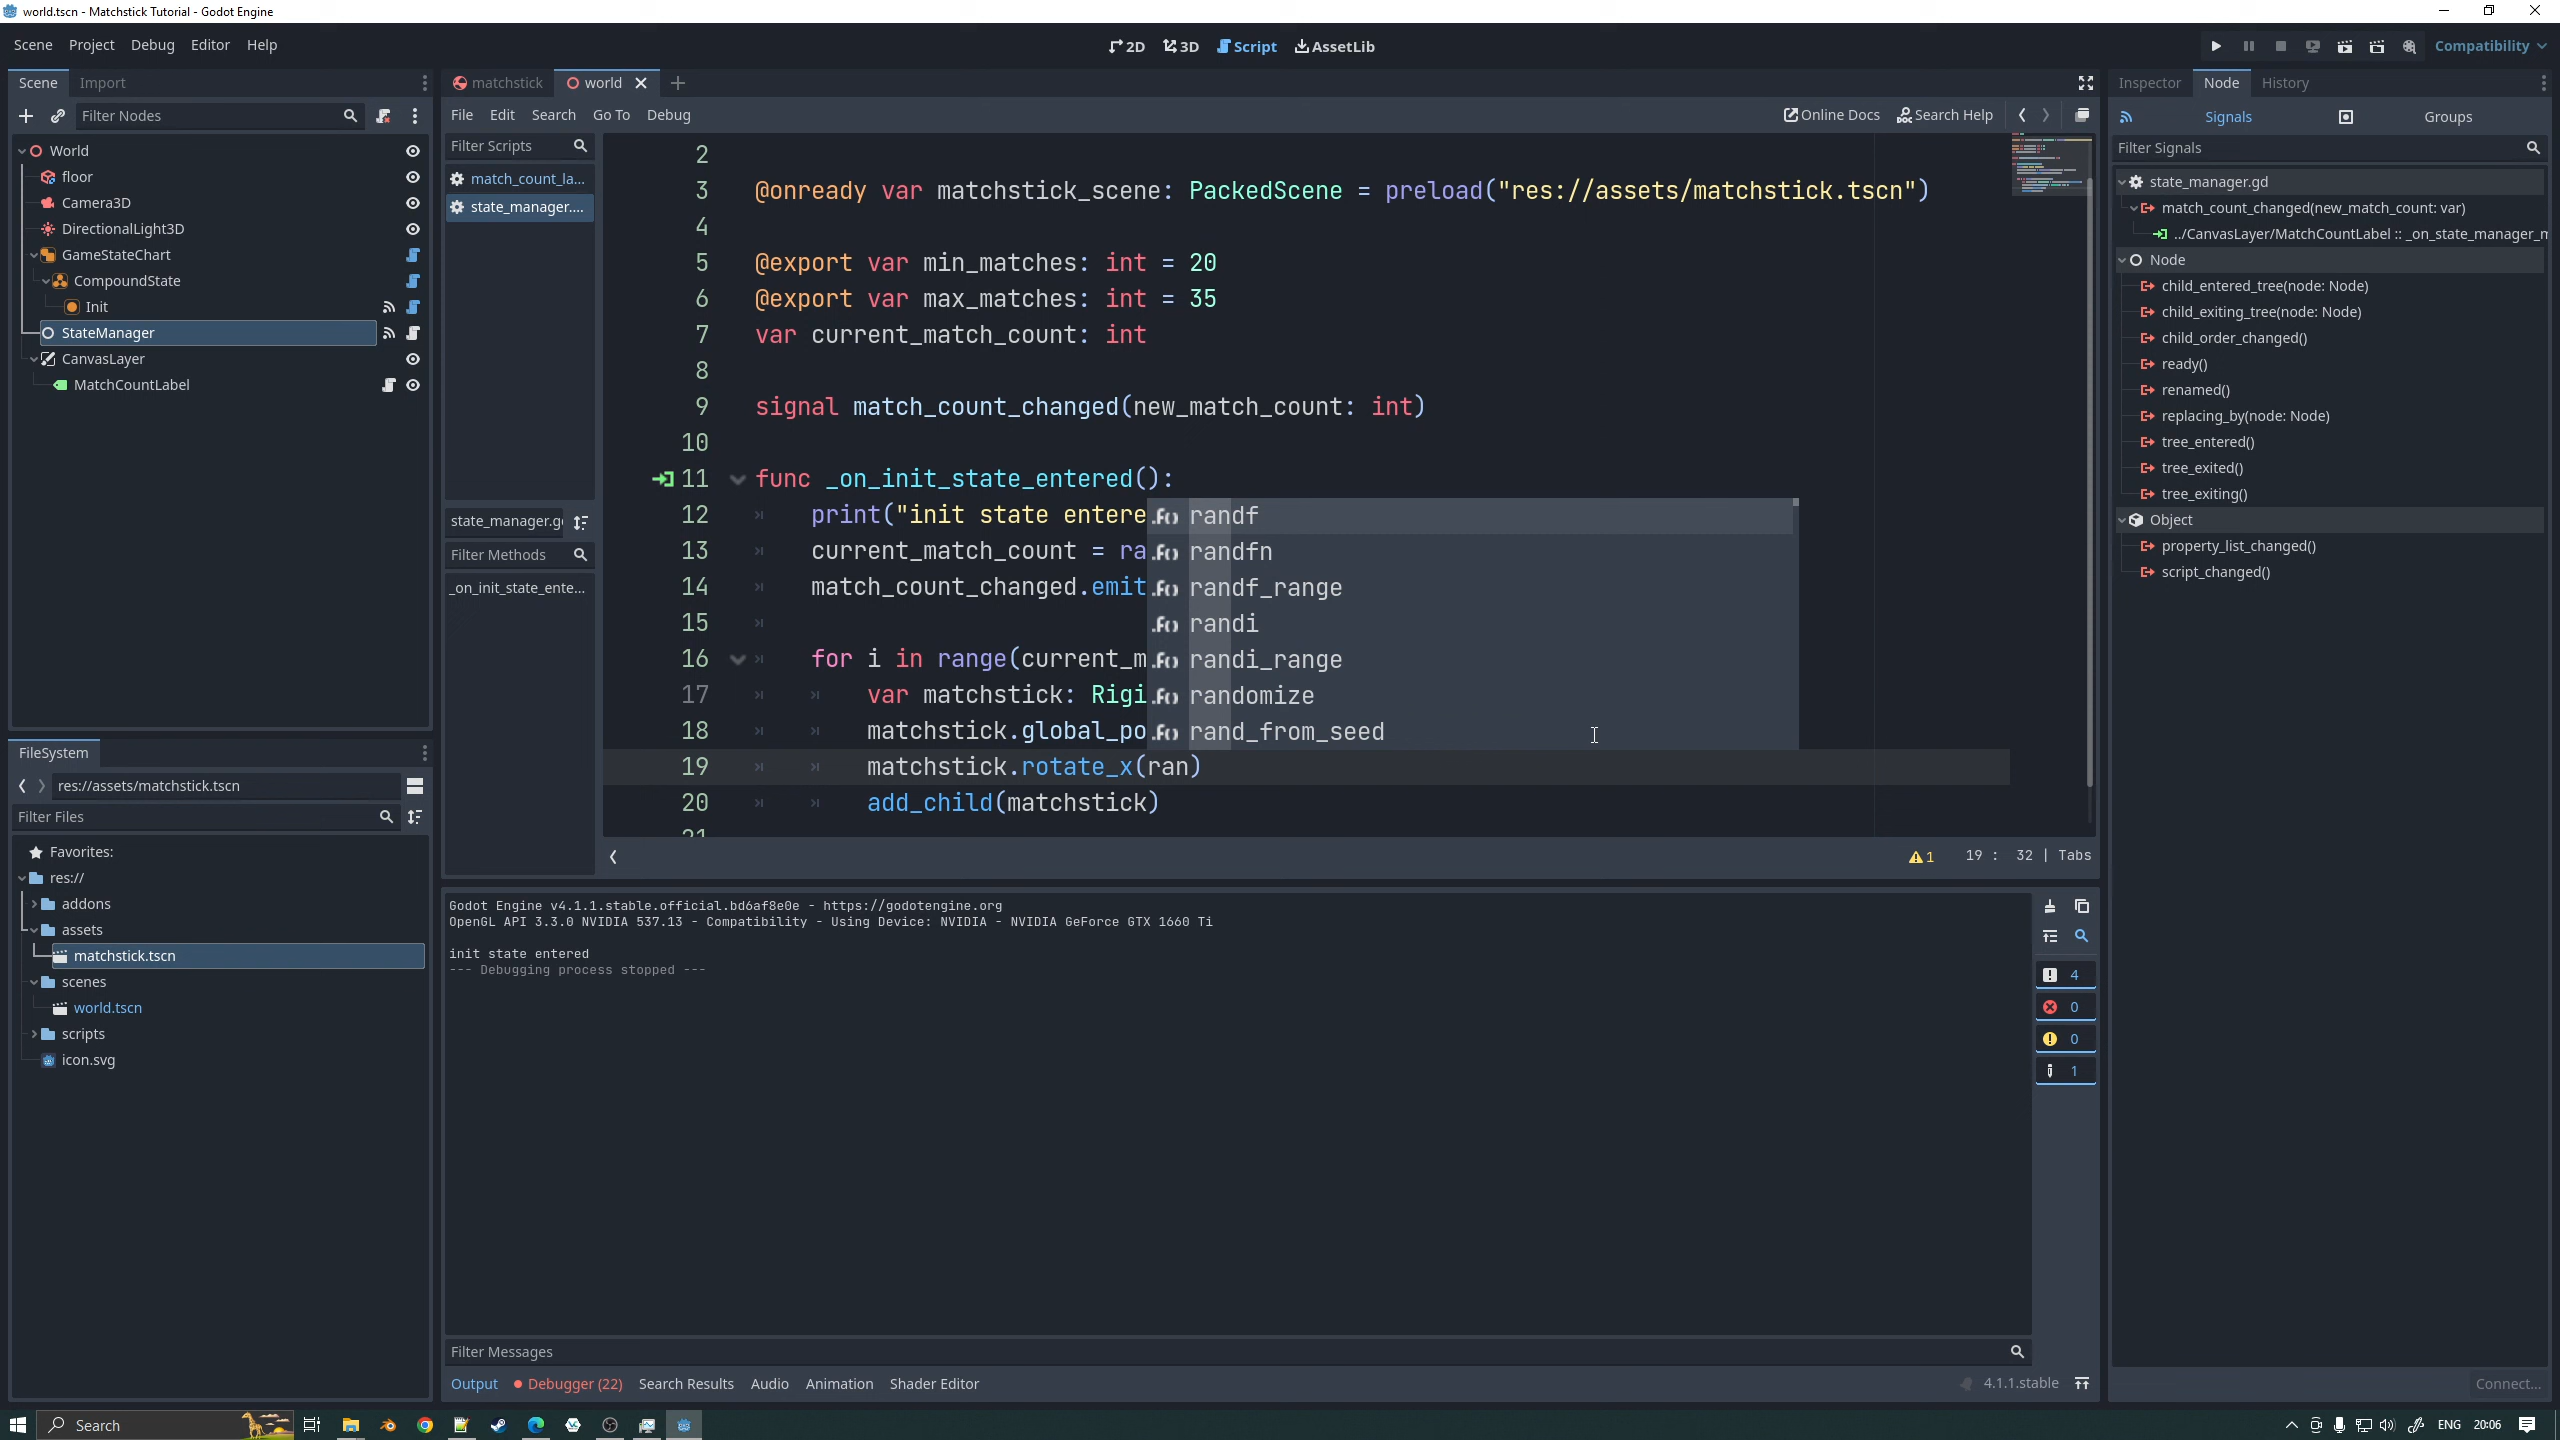 world.tscn - Matchstick Tutorial - Godot Engine
Scene Project Debug Editor Help
2D 3D Script AssetLib
Compatibility
Scene Import
Filter Nodes
World
floor
Camera3D
DirectionalLight3D
GameStateChart
CompoundState
Init
StateManager
CanvasLayer
MatchCountLabel
FileSystem
res://assets/matchstick.tscn
Filter Files
Favorites:
res://
addons
assets
matchstick.tscn
scenes
world.tscn
scripts
icon.svg
matchstick world
File Edit Search Go To Debug
Online Docs Search Help
Filter Scripts
match_count_la...
state_manager....
state_manager.g
Filter Methods
_on_init_state_ente...
2
3 @onready var matchstick_scene: PackedScene = preload("res://assets/matchstick.tscn")
4
5 @export var min_matches: int = 20
6 @export var max_matches: int = 35
7 var current_match_count: int
8
9 signal match_count_changed(new_match_count: int)
10
11 func _on_init_state_entered():
12 print("init state entere
13 current_match_count = ra
14 match_count_changed.emit
15
16 for i in range(current_m
17 var matchstick: Rigi
18 matchstick.global_po
19 matchstick.rotate_x(ran)
20 add_child(matchstick)
21
randf
randfn
randf_range
randi
randi_range
randomize
rand_from_seed
1 19 : 32 | Tabs
Godot Engine v4.1.1.stable.official.bd6af8e0e - https://godotengine.org
OpenGL API 3.3.0 NVIDIA 537.13 - Compatibility - Using Device: NVIDIA - NVIDIA GeForce GTX 1660 Ti
init state entered
--- Debugging process stopped ---
4
0
0
1
Filter Messages
Output Debugger (22) Search Results Audio Animation Shader Editor
4.1.1.stable
Inspector Node History
Signals Groups
Filter Signals
state_manager.gd
match_count_changed(new_match_count: var)
../CanvasLayer/MatchCountLabel :: _on_state_manager_m
Node
child_entered_tree(node: Node)
child_exiting_tree(node: Node)
child_order_changed()
ready()
renamed()
replacing_by(node: Node)
tree_entered()
tree_exited()
tree_exiting()
Object
property_list_changed()
script_changed()
Connect...
Search
ENG 20:06